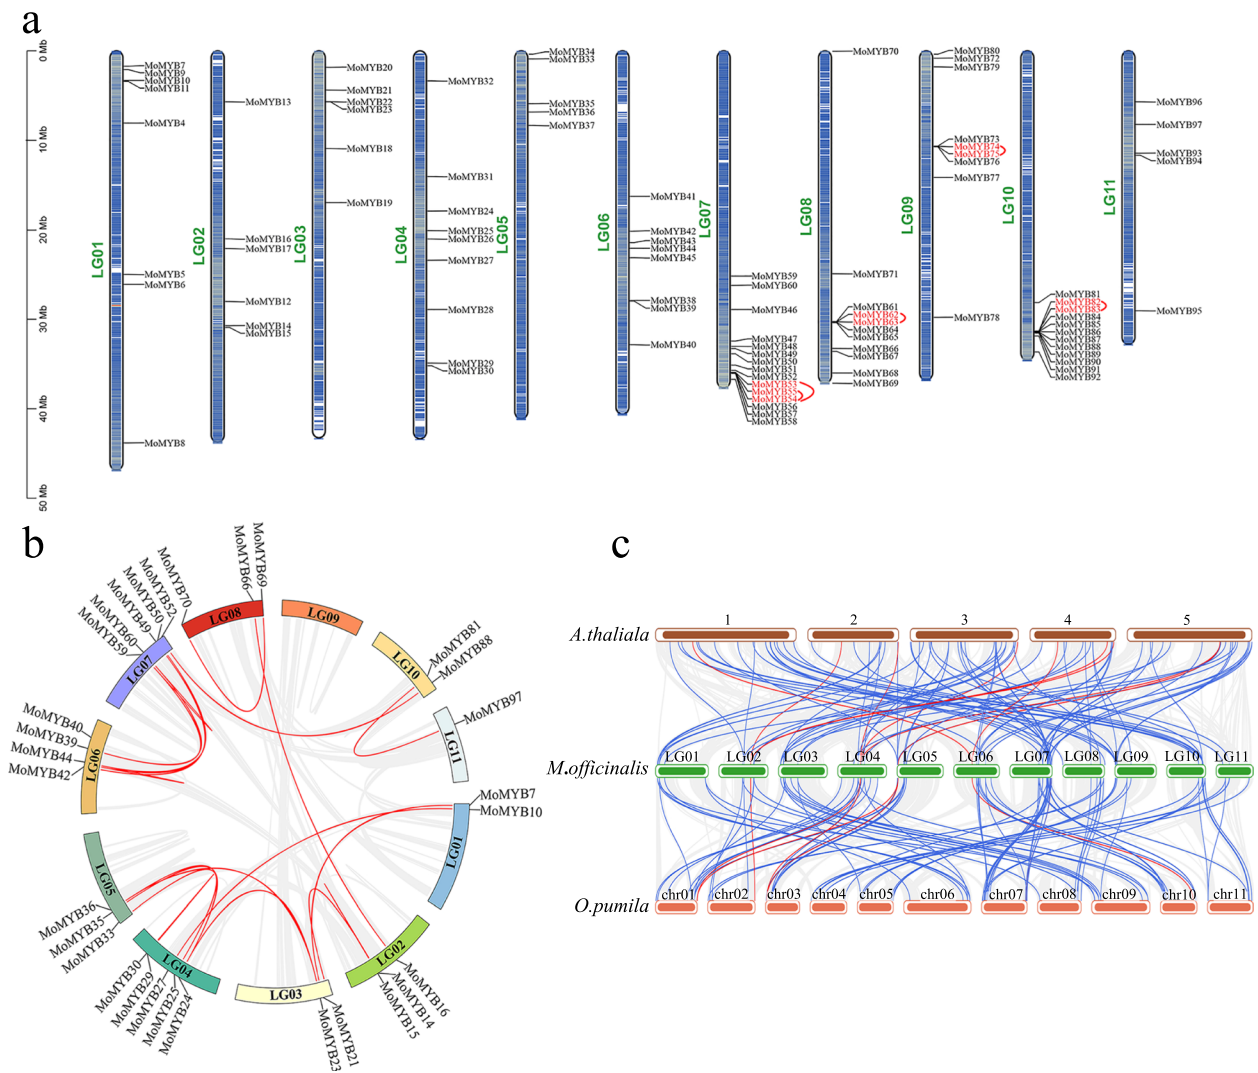 a
0 Mb
10 Mb
20 Mb
30 Mb
40 Mb
50 Mb
LG01
MoMYB7
MoMYB9
MoMYB10
MoMYB11
MoMYB4
MoMYB5
MoMYB6
MoMYB8
LG02
MoMYB13
MoMYB16
MoMYB17
MoMYB12
MoMYB14
MoMYB15
LG03
MoMYB20
MoMYB21
MoMYB22
MoMYB23
MoMYB18
MoMYB19
LG04
MoMYB32
MoMYB31
MoMYB24
MoMYB25
MoMYB26
MoMYB27
MoMYB28
MoMYB29
MoMYB30
LG05
MoMYB34
MoMYB33
MoMYB35
MoMYB36
MoMYB37
LG06
MoMYB41
MoMYB42
MoMYB43
MoMYB44
MoMYB45
MoMYB38
MoMYB39
MoMYB40
LG07
MoMYB59
MoMYB60
MoMYB46
MoMYB47
MoMYB48
MoMYB49
MoMYB50
MoMYB51
MoMYB52
MoMYB53
MoMYB55
MoMYB54
MoMYB56
MoMYB57
MoMYB58
LG08
MoMYB70
MoMYB71
MoMYB61
MoMYB62
MoMYB63
MoMYB64
MoMYB65
MoMYB66
MoMYB67
MoMYB68
MoMYB69
LG09
MoMYB80
MoMYB72
MoMYB79
MoMYB73
MoMYB74
MoMYB75
MoMYB76
MoMYB77
MoMYB78
LG10
MoMYB81
MoMYB82
MoMYB83
MoMYB84
MoMYB85
MoMYB86
MoMYB87
MoMYB88
MoMYB89
MoMYB90
MoMYB91
MoMYB92
LG11
MoMYB96
MoMYB97
MoMYB93
MoMYB94
MoMYB95
b
LG08
LG09
LG10
LG11
LG01
LG02
LG03
LG04
LG05
LG06
LG07
MoMYB66
MoMYB69
MoMYB81
MoMYB88
MoMYB97
MoMYB7
MoMYB10
MoMYB16
MoMYB14
MoMYB15
MoMYB21
MoMYB23
MoMYB24
MoMYB25
MoMYB27
MoMYB29
MoMYB30
MoMYB33
MoMYB35
MoMYB36
MoMYB42
MoMYB44
MoMYB39
MoMYB40
MoMYB59
MoMYB60
MoMYB49
MoMYB50
MoMYB52
MoMYB70
c
A.thaliala 1 2 3 4 5
M.officinalis LG01 LG02 LG03 LG04 LG05 LG06 LG07 LG08 LG09 LG10 LG11
O.pumila chr01 chr02 chr03 chr04 chr05 chr06 chr07 chr08 chr09 chr10 chr11